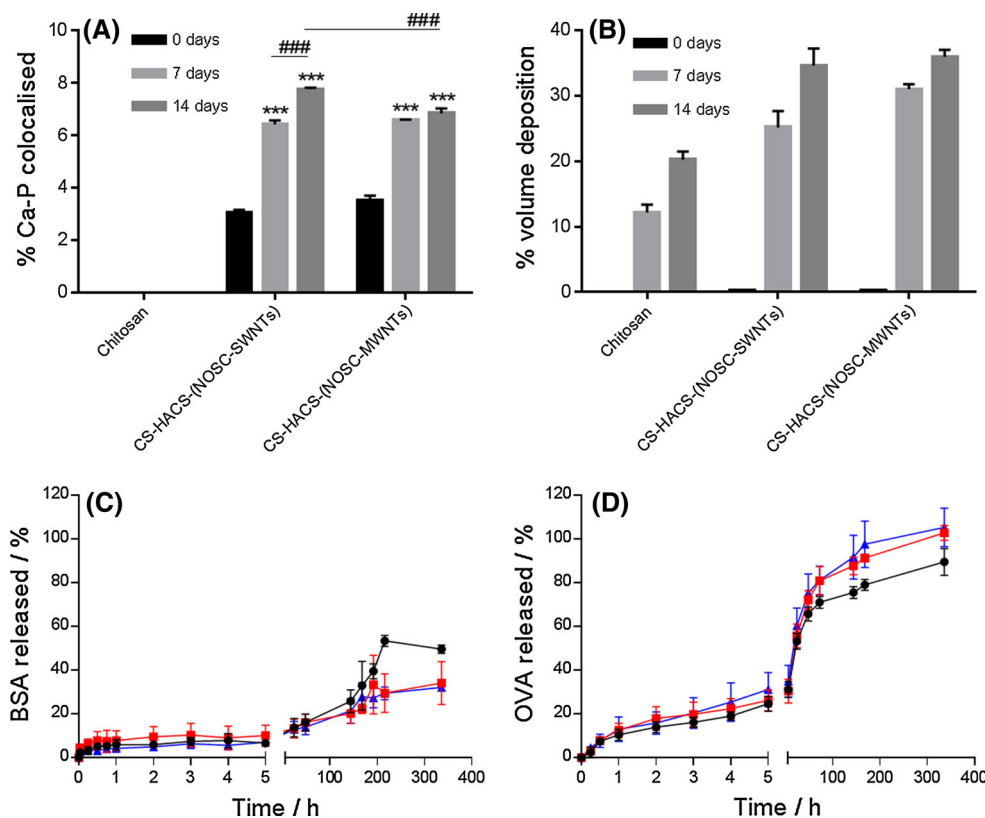 (A)
0 days
7 days
14 days
###
###
***
***
***
***
% Ca-P colocalised
10
8
6
4
2
0
Chitosan
CS-HACS-(NOSC-SWNTs)
CS-HACS-(NOSC-MWNTs)
(B)
0 days
7 days
14 days
% volume deposition
40
30
20
10
0
Chitosan
CS-HACS-(NOSC-SWNTs)
CS-HACS-(NOSC-MWNTs)
(C)
BSA released / %
120
100
80
60
40
20
0
0 1 2 3 4 5 100 200 300 400
Time / h
(D)
OVA released / %
120
100
80
60
40
20
0
0 1 2 3 4 5 100 200 300 400
Time / h